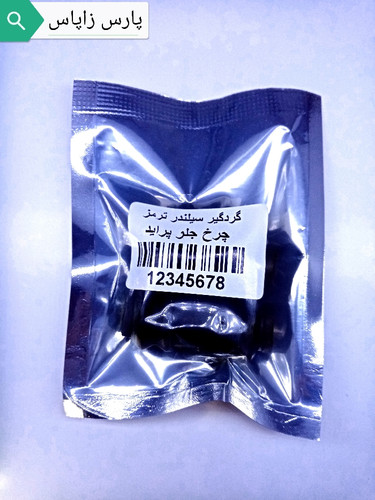 پارس زاپاس
گردگیر سیلندر ترمز
چرخ جلو پراید
12345678